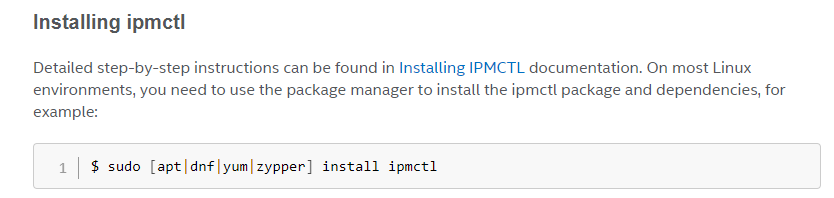 Installing ipmctl
Detailed step-by-step instructions can be found in Installing IPMCTL documentation. On most Linux
environments, you need to use the package manager to install the ipmctl package and dependencies, for
example:
1 $ sudo [apt|dnf|yum|zypper] install ipmctl